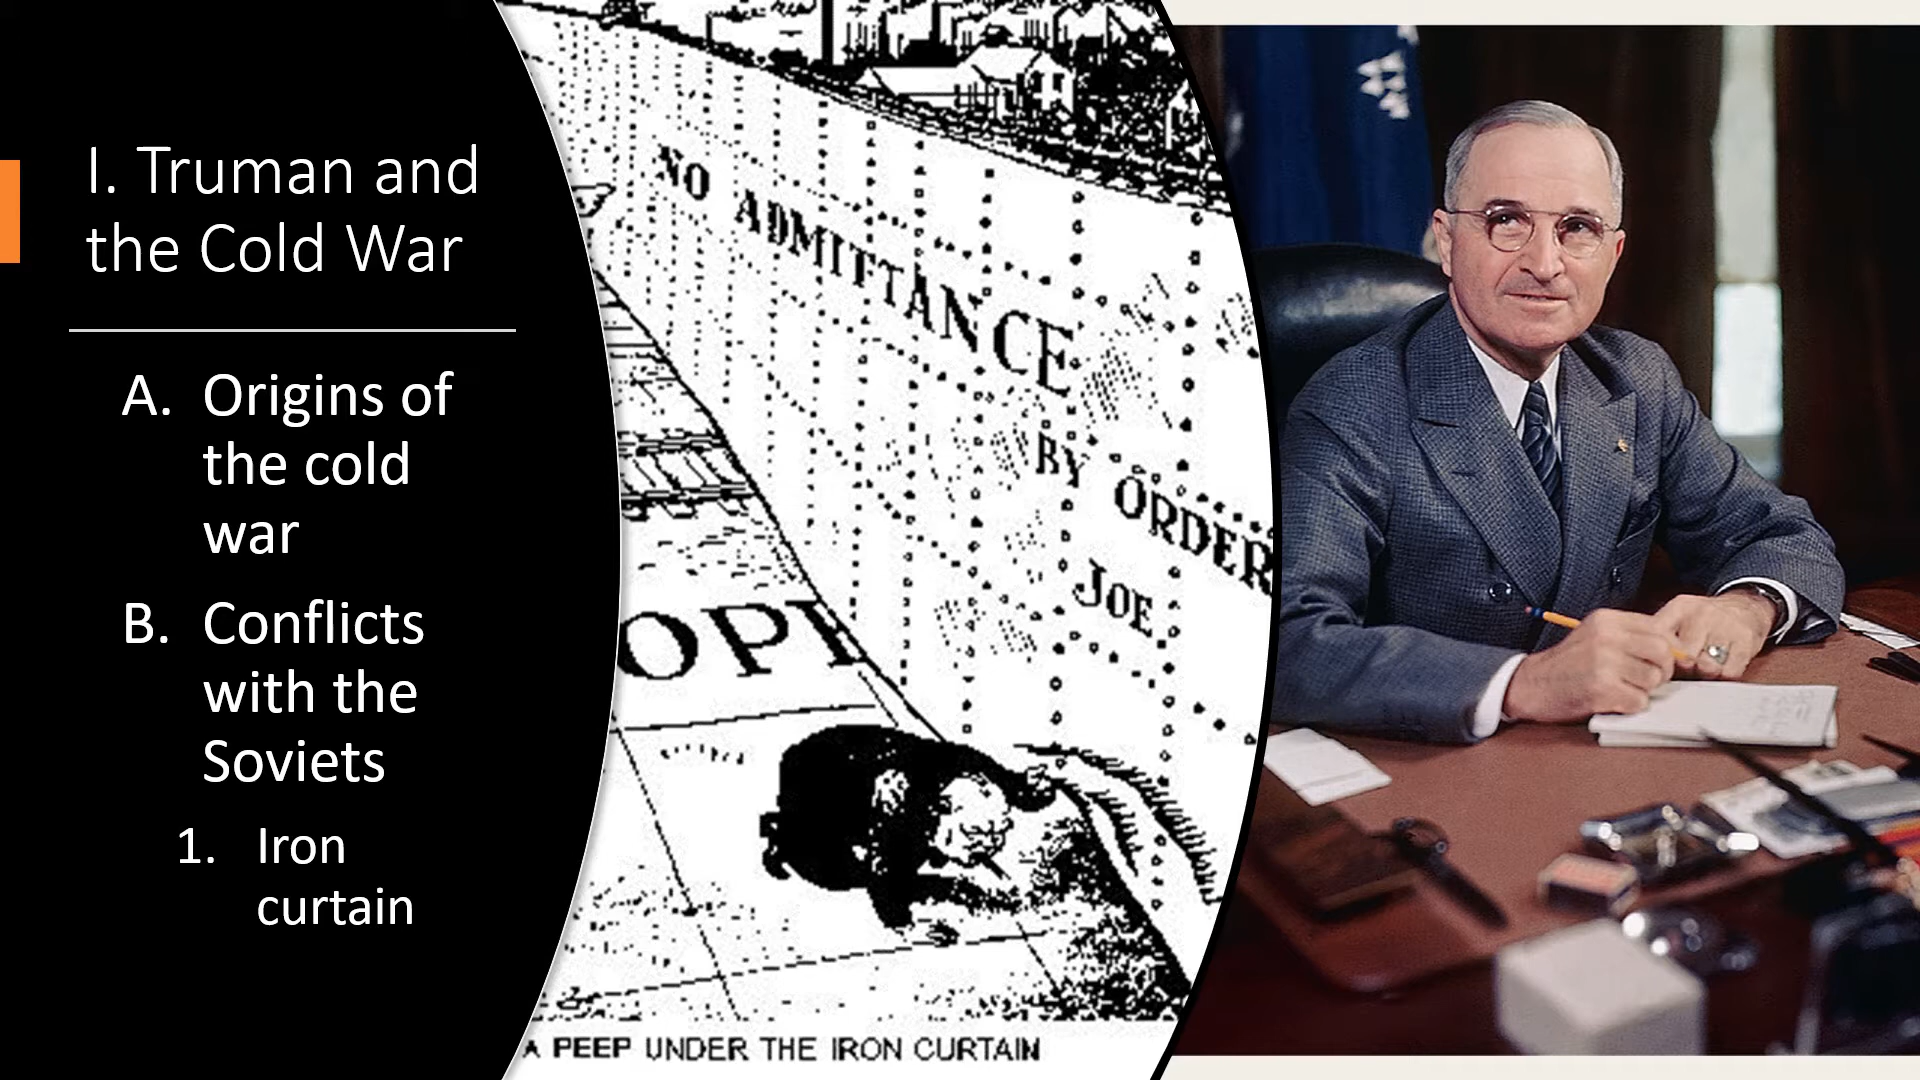 I. Truman and
the Cold War
A. Origins of
the cold
war
B. Conflicts
with the
Soviets
1. Iron
curtain
NO ADMITTANCE
BY ORDER
JOE
OPE
A PEEP UNDER THE IRON CURTAIN